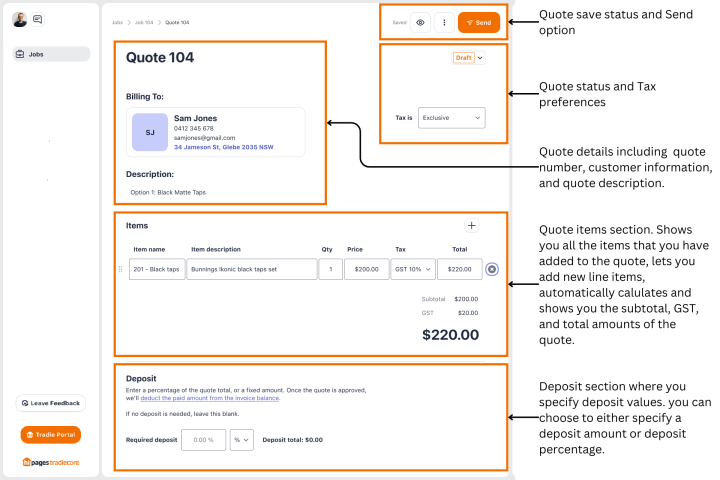 Jobs
Leave Feedback
Tradie Portal
pages tradiecore
Jobs > Job 104 > Quote 104
Saved
Send
Quote 104
Draft
Billing To:
SJ
Sam Jones
0412 345 678
samjones@gmail.com
34 Jameson St, Glebe 2035 NSW
Tax is
Exclusive
Description:
Option 1: Black Matte Taps
Items
Item name Item description Qty Price Tax Total
201 - Black taps Bunnings Ikonic black taps set 1 $200.00 GST 10% $220.00
Subtotal $200.00
GST $20.00
$220.00
Deposit
Enter a percentage of the quote total, or a fixed amount. Once the quote is approved,
we'll deduct the paid amount from the invoice balance.
If no deposit is needed, leave this blank.
Required deposit 0.00 % % Deposit total: $0.00
Quote save status and Send
option
Quote status and Tax
preferences
Quote details including quote
number, customer information,
and quote description.
Quote items section. Shows
you all the items that you have
added to the quote, lets you
add new line items,
automatically calulates and
shows you the subtotal, GST,
and total amounts of the
quote.
Deposit section where you
specify deposit values. you can
choose to either specify a
deposit amount or deposit
percentage.